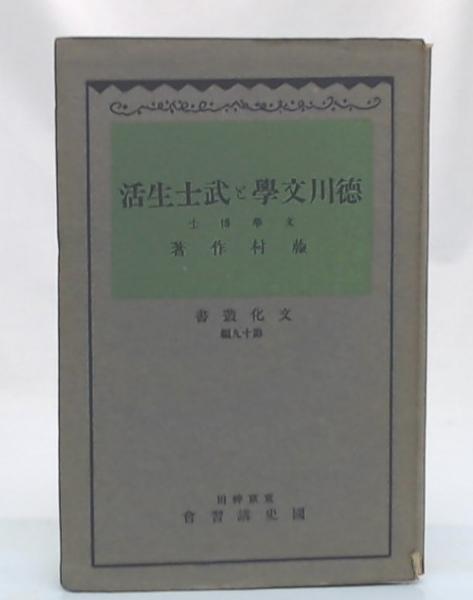 德川文學と武士生活
文學博士
藤村作著
文化叢書
第十九編
東京神田
國史講習會